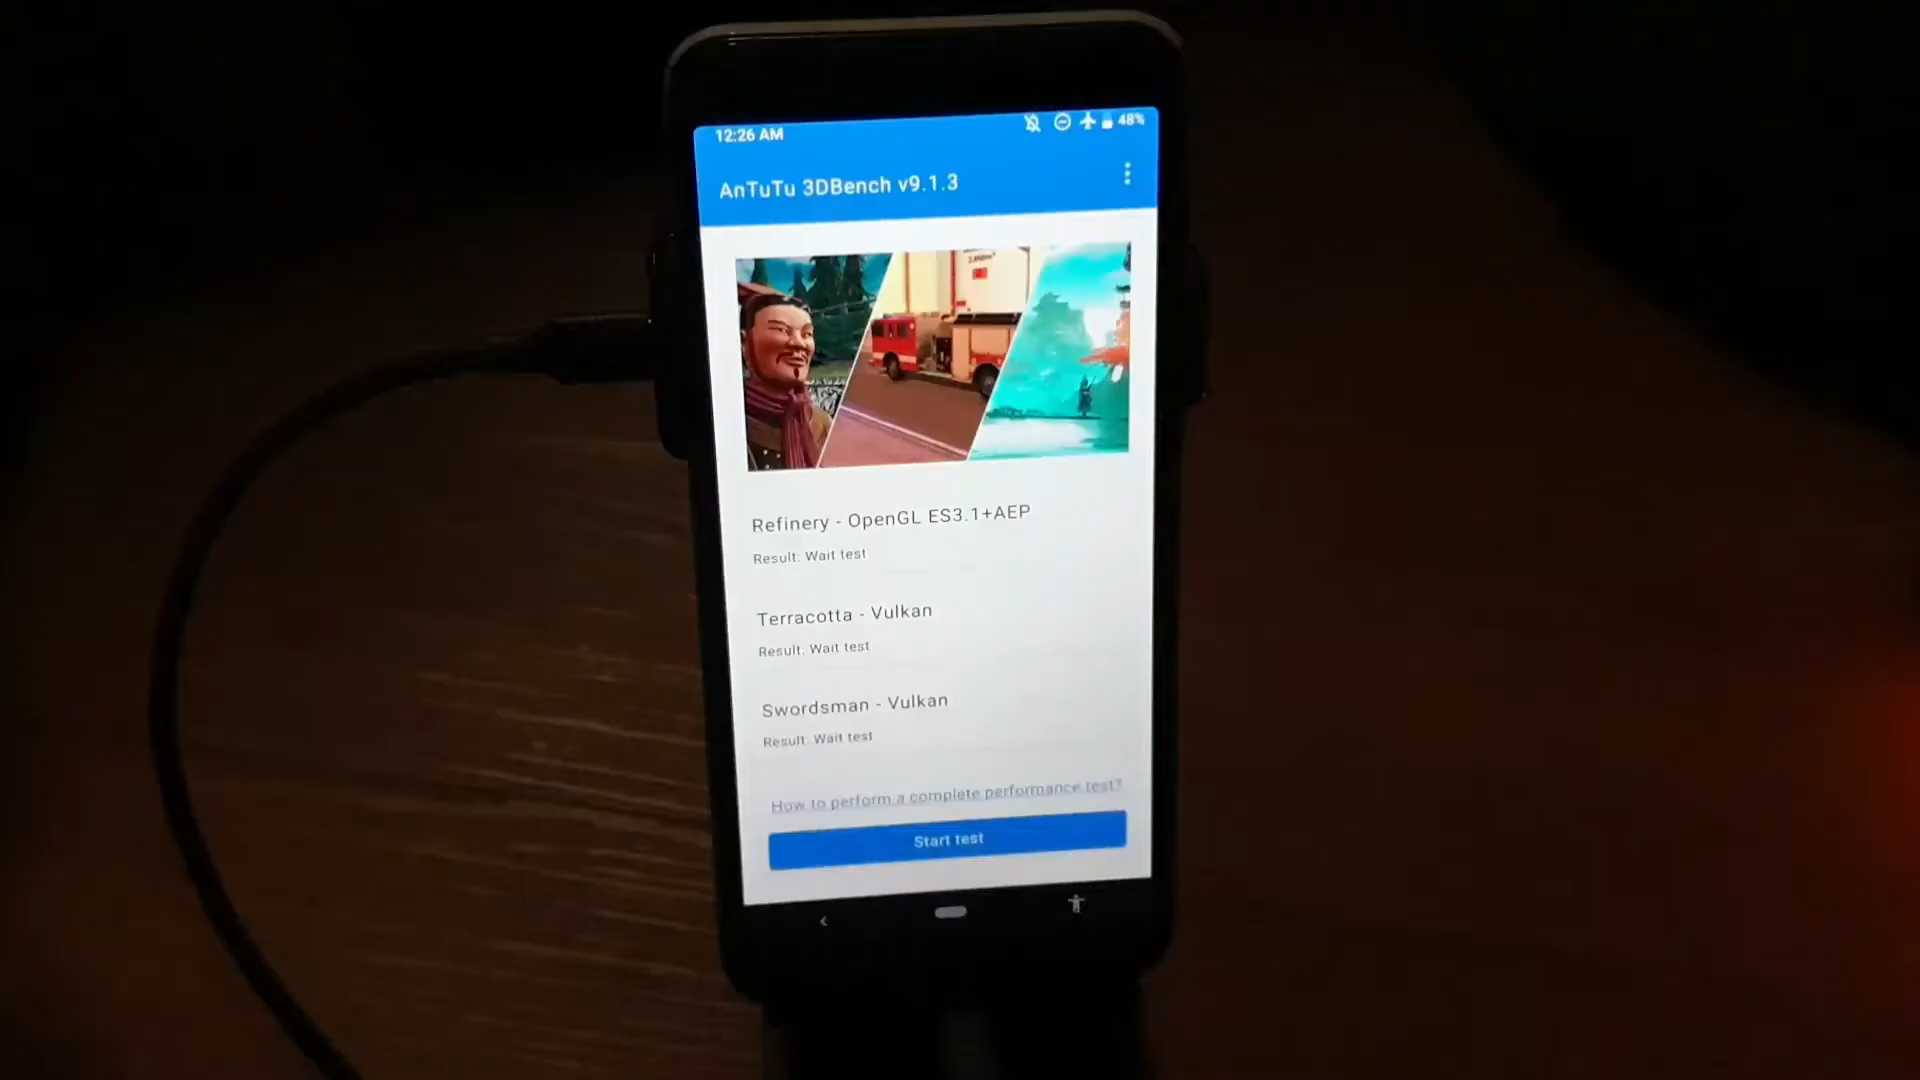 12:26 AM 48%
AnTuTu 3DBench v9.1.3
Refinery - OpenGL ES3.1+AEP
Result: Wait test
Terracotta - Vulkan
Result: Wait test
Swordsman - Vulkan
Result: Wait test
How to perform a complete performance test?
Start test